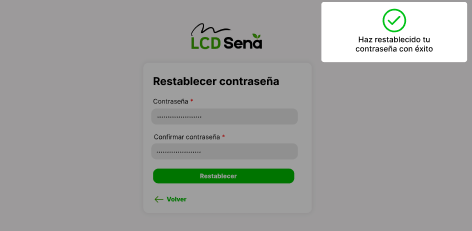 LCD Sena
Haz restablecido tu
contraseña con éxito
Restablecer contraseña
Contraseña *
Confirmar contraseña *
Restablecer
Volver